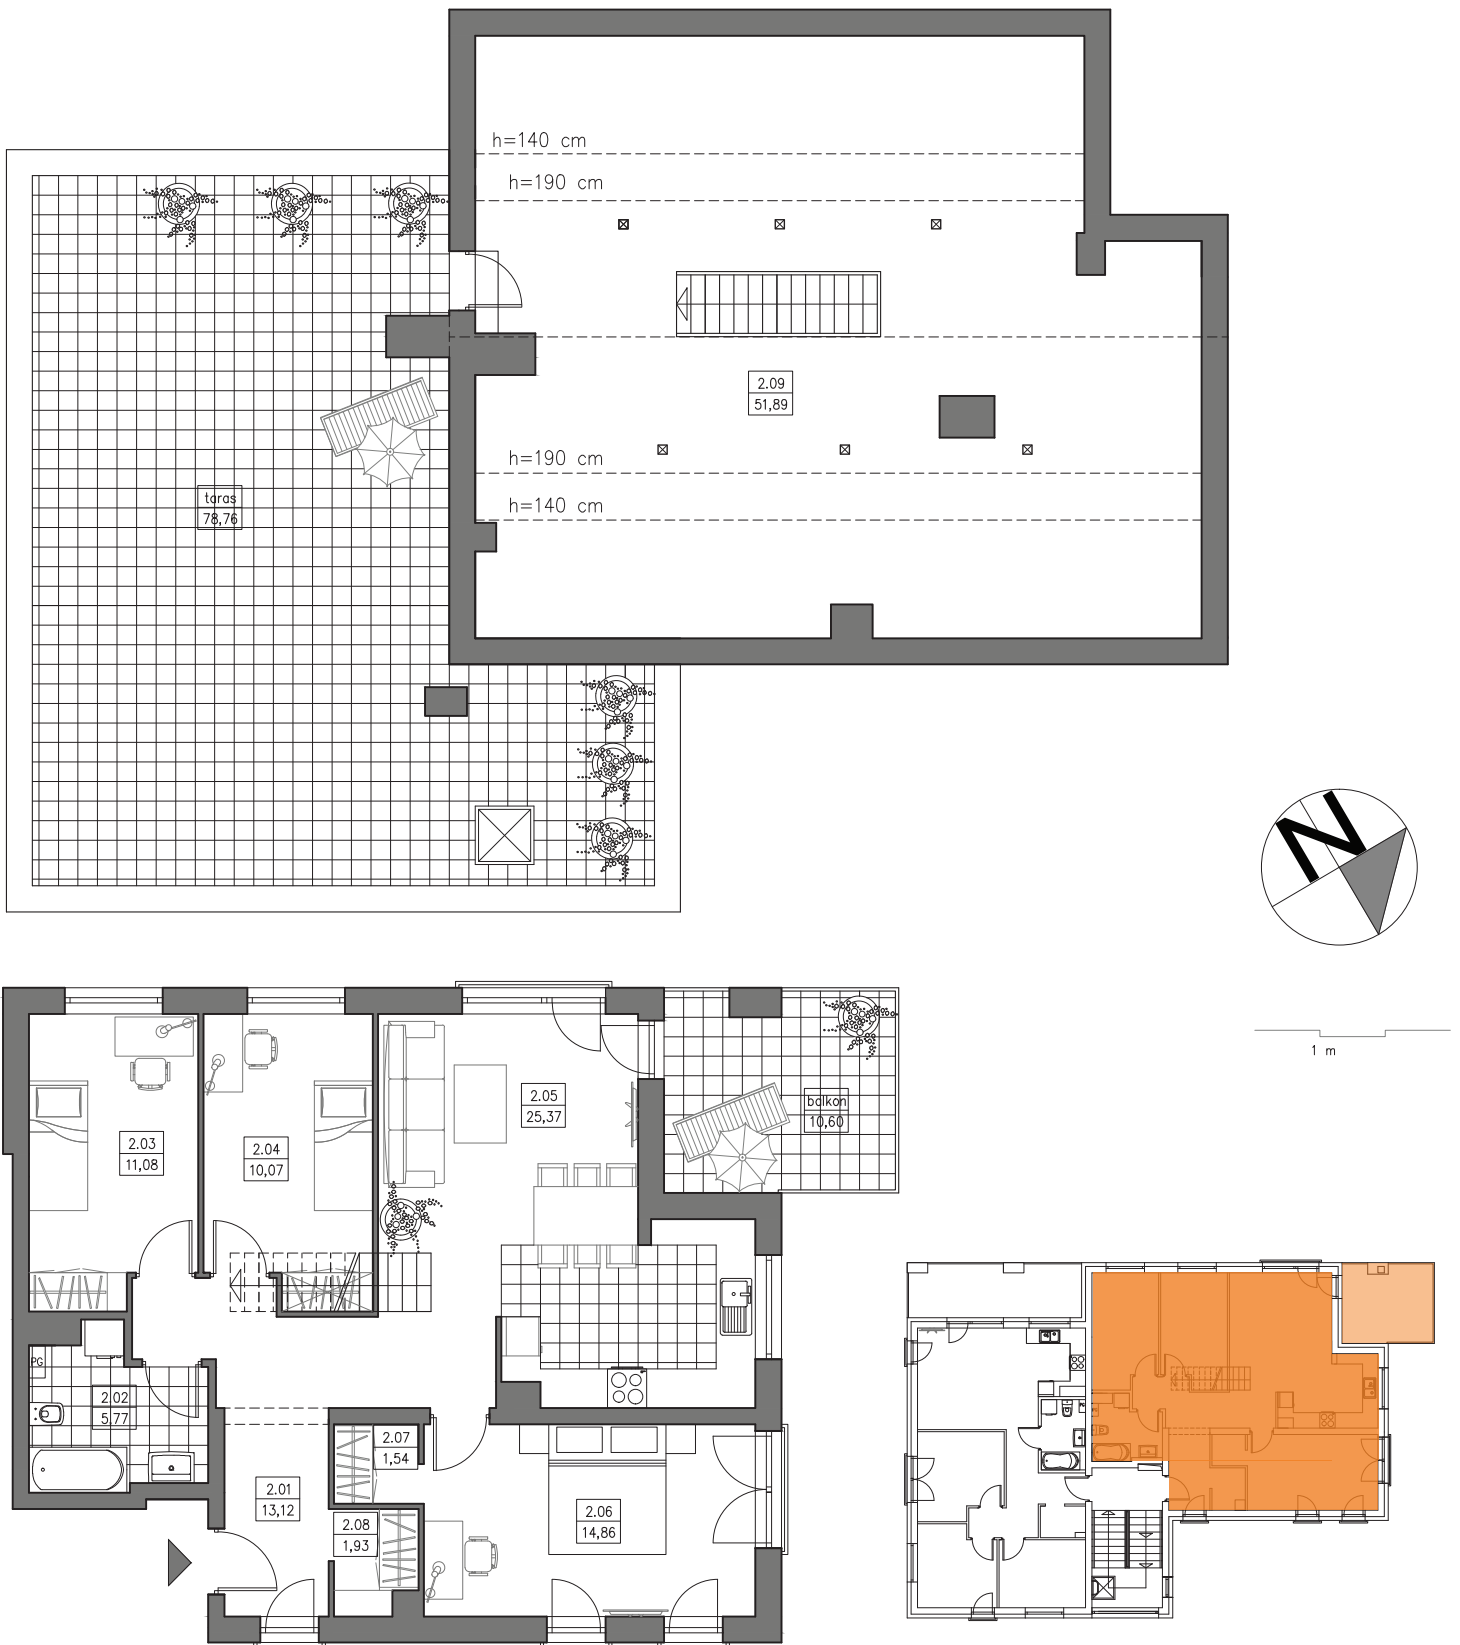 h=140 cm
h=190 cm
2.09
51,89
h=190 cm
h=140 cm
taras
78,76
N
1 m
2.05
25,37
balkon
10,60
2.03
11,08
2.04
10,07
PG
2.02
5,77
2.07
1,54
2.01
13,12
2.08
1,93
2.06
14,86